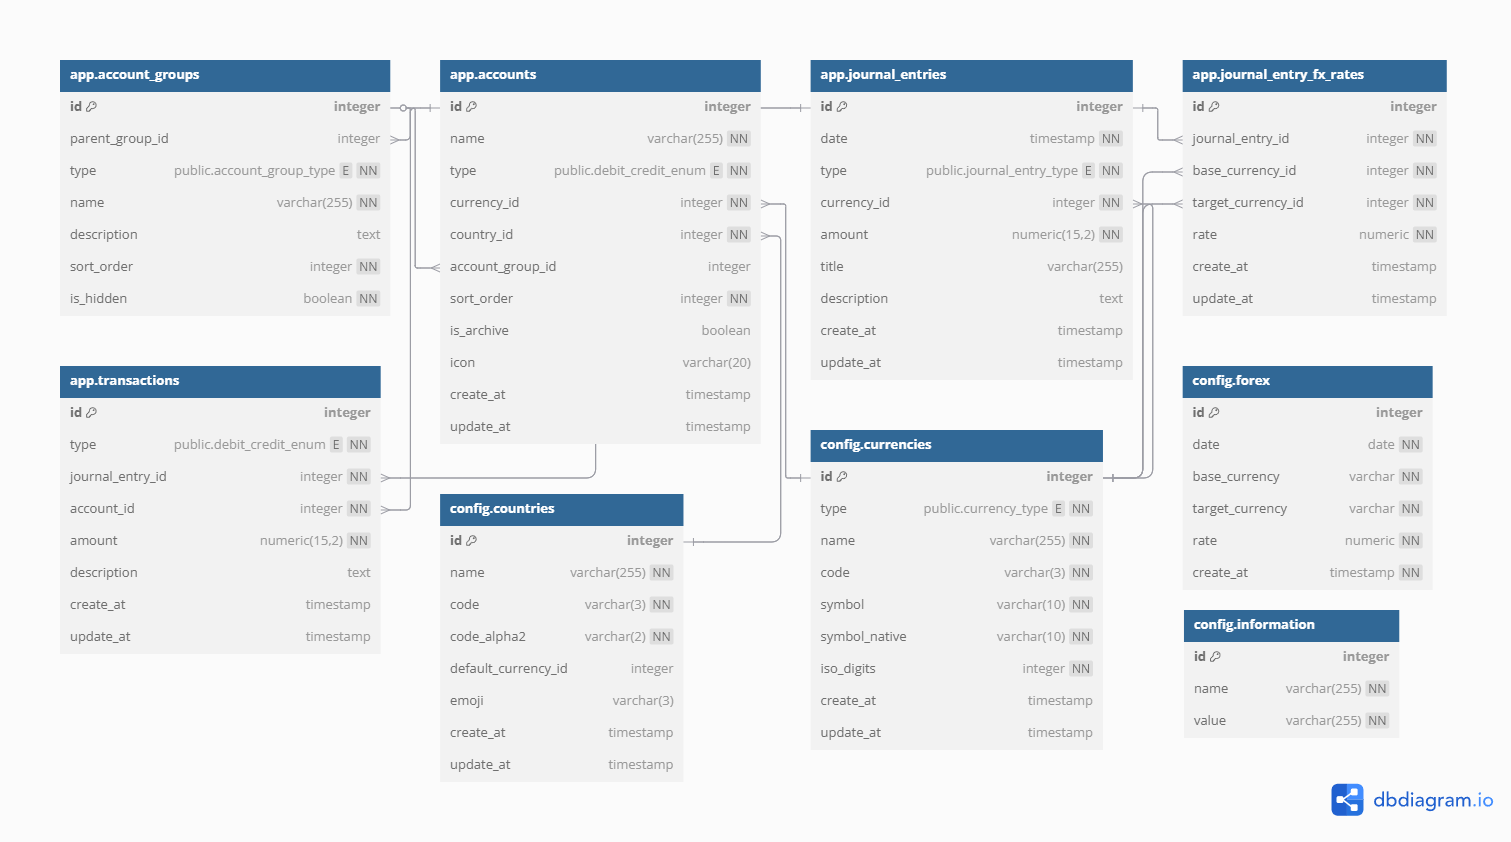 app.account_groups
id integer
parent_group_id integer
type public.account_group_type E NN
name varchar(255) NN
description text
sort_order integer NN
is_hidden boolean NN
app.accounts
id integer
name varchar(255) NN
type public.debit_credit_enum E NN
currency_id integer NN
country_id integer NN
account_group_id integer
sort_order integer NN
is_archive boolean
icon varchar(20)
create_at timestamp
update_at timestamp
app.journal_entries
id integer
date timestamp NN
type public.journal_entry_type E NN
currency_id integer NN
amount numeric(15,2) NN
title varchar(255)
description text
create_at timestamp
update_at timestamp
app.journal_entry_fx_rates
id integer
journal_entry_id integer NN
base_currency_id integer NN
target_currency_id integer NN
rate numeric NN
create_at timestamp
update_at timestamp
app.transactions
id integer
type public.debit_credit_enum E NN
journal_entry_id integer NN
account_id integer NN
amount numeric(15,2) NN
description text
create_at timestamp
update_at timestamp
config.countries
id integer
name varchar(255) NN
code varchar(3) NN
code_alpha2 varchar(2) NN
default_currency_id integer
emoji varchar(3)
create_at timestamp
update_at timestamp
config.currencies
id integer
type public.currency_type E NN
name varchar(255) NN
code varchar(3) NN
symbol varchar(10) NN
symbol_native varchar(10) NN
iso_digits integer NN
create_at timestamp
update_at timestamp
config.forex
id integer
date date NN
base_currency varchar NN
target_currency varchar NN
rate numeric NN
create_at timestamp NN
config.information
id integer
name varchar(255) NN
value varchar(255) NN
dbdiagram.io